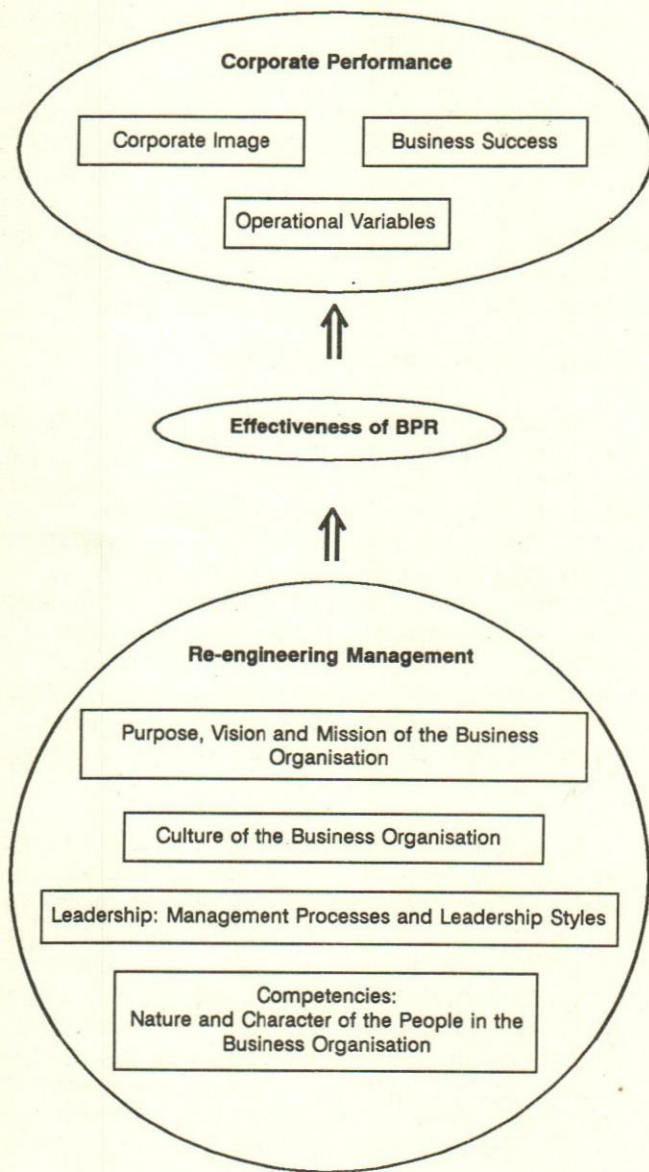 Corporate Performance
Corporate Image
Business Success
Operational Variables
Effectiveness of BPR
Re-engineering Management
Purpose, Vision and Mission of the Business
Organisation
Culture of the Business Organisation
Leadership: Management Processes and Leadership Styles
Competencies:
Nature and Character of the People in the
Business Organisation